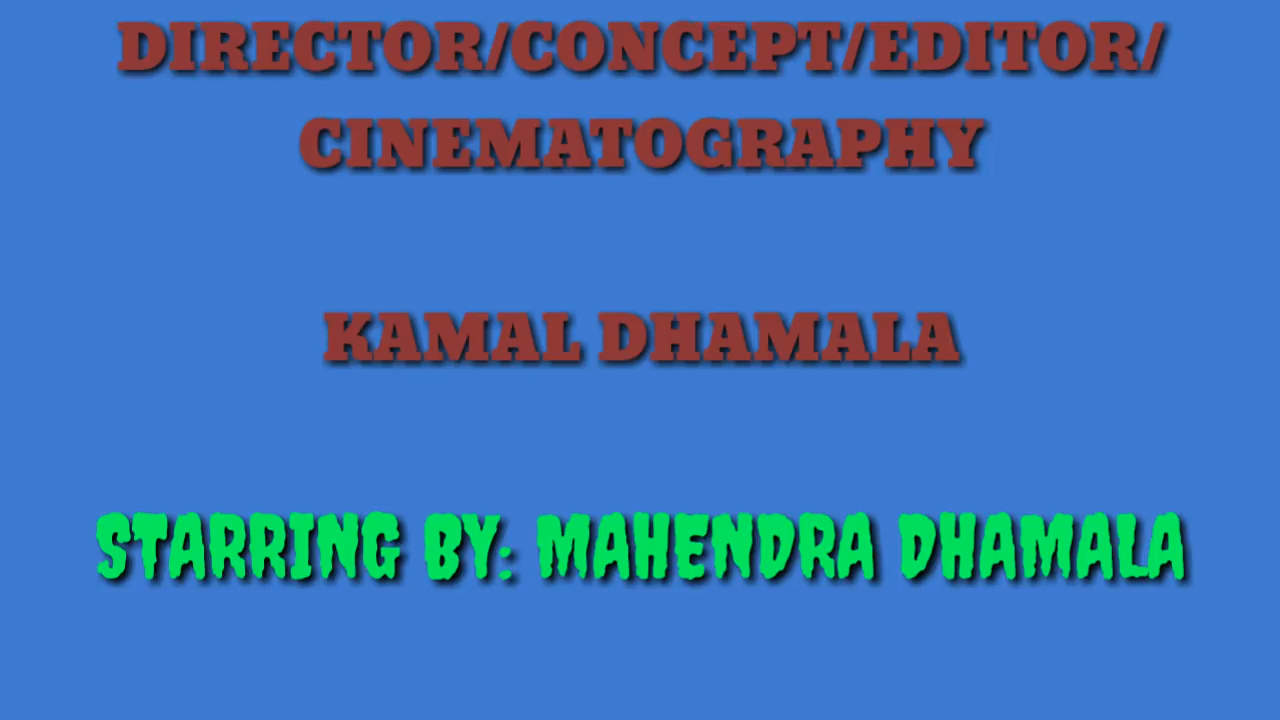 DIRECTOR/CONCEPT/EDITOR/
CINEMATOGRAPHY
KAMAL DHAMALA
STARRING BY: MAHENDRA DHAMALA